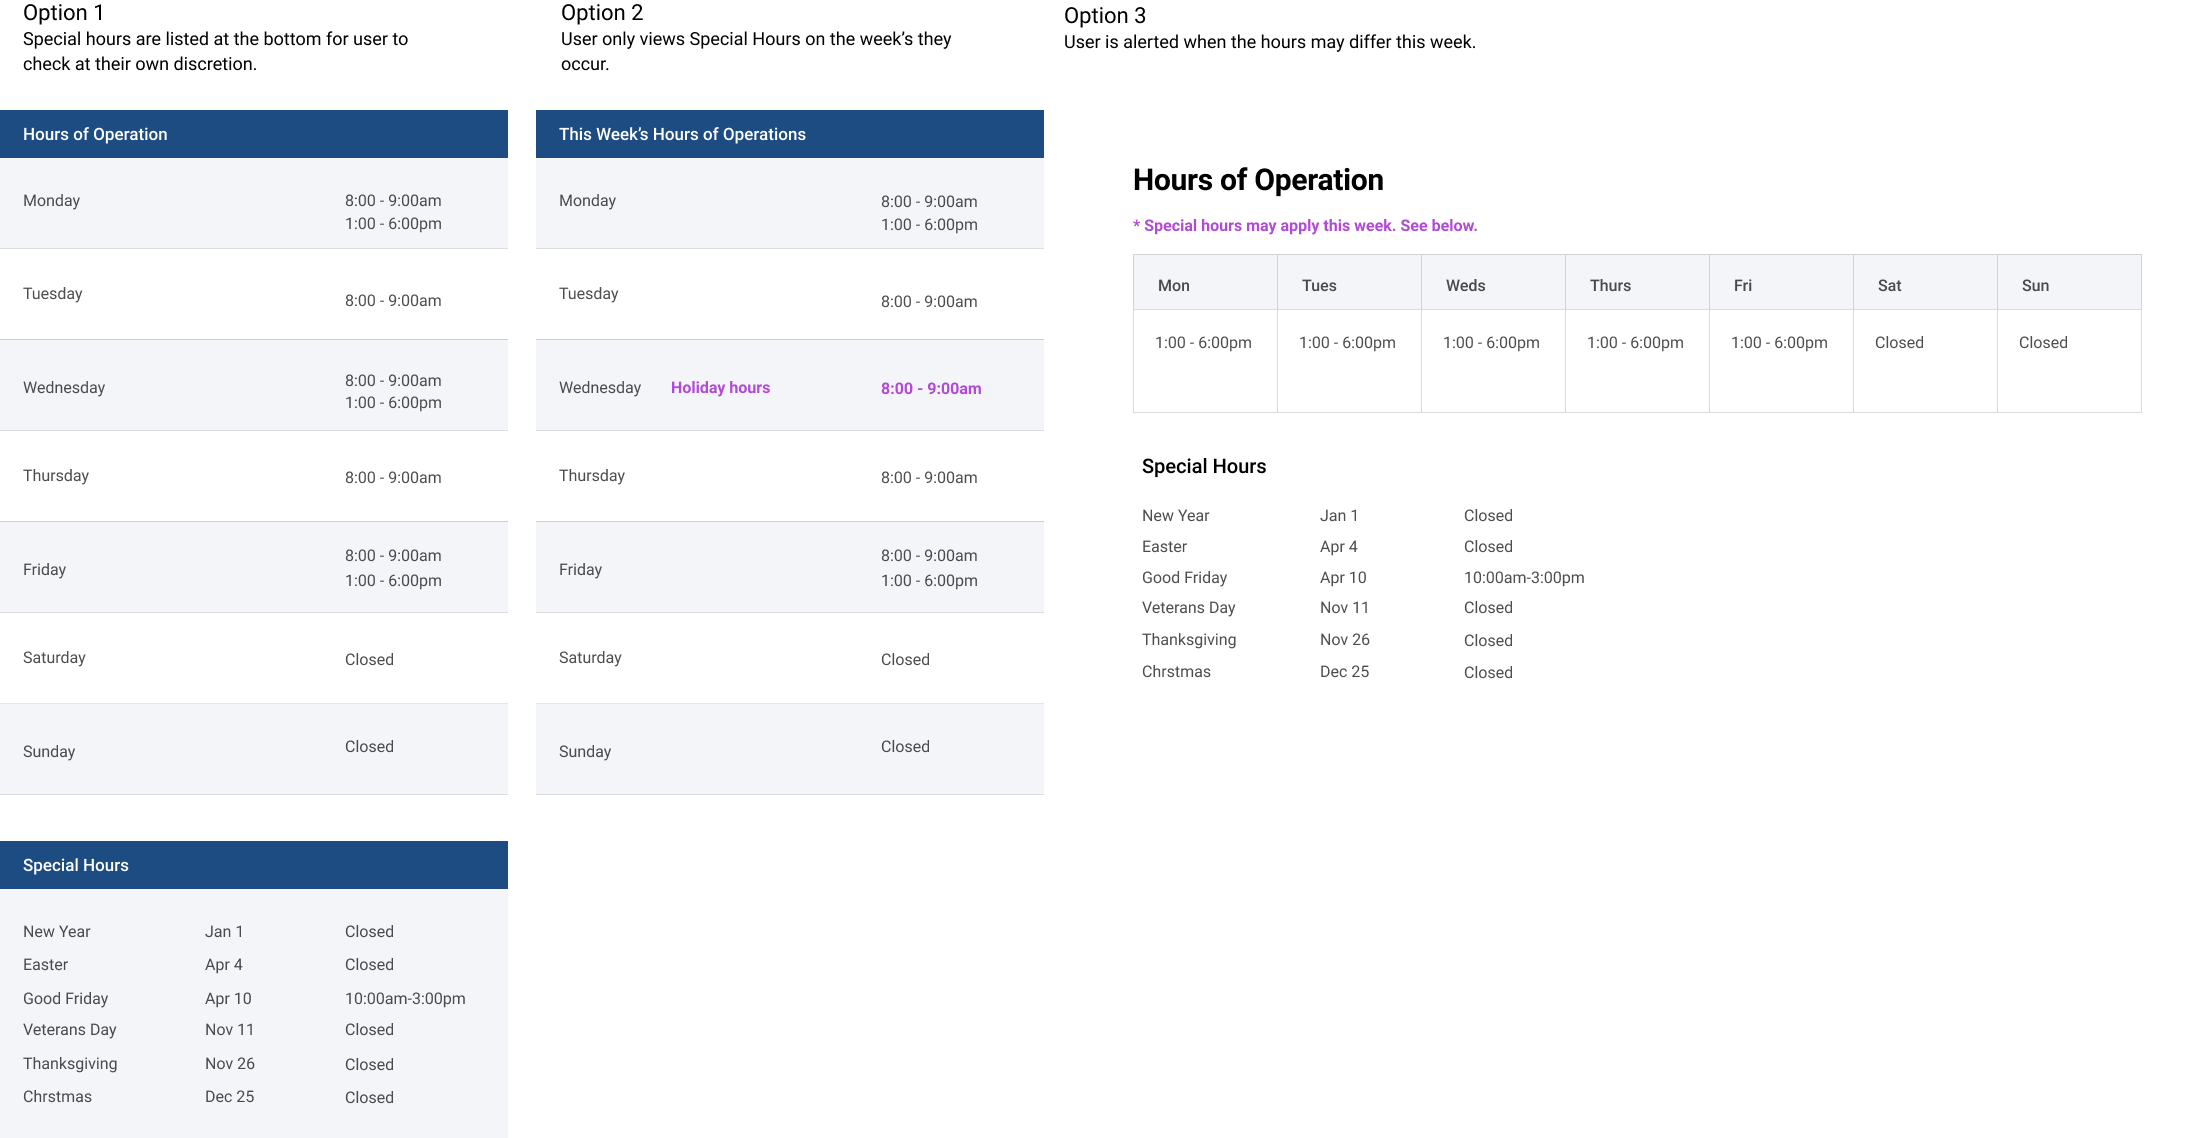 Option 1
Special hours are listed at the bottom for user to
check at their own discretion.
Hours of Operation
Monday 8:00 - 9:00am
1:00 - 6:00pm
Tuesday 8:00 - 9:00am
Wednesday 8:00 - 9:00am
1:00 - 6:00pm
Thursday 8:00 - 9:00am
Friday 8:00 - 9:00am
1:00 - 6:00pm
Saturday Closed
Sunday Closed
Special Hours
New Year Jan 1 Closed
Easter Apr 4 Closed
Good Friday Apr 10 10:00am-3:00pm
Veterans Day Nov 11 Closed
Thanksgiving Nov 26 Closed
Chrstmas Dec 25 Closed
Option 2
User only views Special Hours on the week’s they
occur.
This Week’s Hours of Operations
Monday 8:00 - 9:00am
1:00 - 6:00pm
Tuesday 8:00 - 9:00am
Wednesday Holiday hours 8:00 - 9:00am
Thursday 8:00 - 9:00am
Friday 8:00 - 9:00am
1:00 - 6:00pm
Saturday Closed
Sunday Closed
Option 3
User is alerted when the hours may differ this week.
Hours of Operation
* Special hours may apply this week. See below.
Mon Tues Weds Thurs Fri Sat Sun
1:00 - 6:00pm 1:00 - 6:00pm 1:00 - 6:00pm 1:00 - 6:00pm 1:00 - 6:00pm Closed Closed
Special Hours
New Year Jan 1 Closed
Easter Apr 4 Closed
Good Friday Apr 10 10:00am-3:00pm
Veterans Day Nov 11 Closed
Thanksgiving Nov 26 Closed
Chrstmas Dec 25 Closed